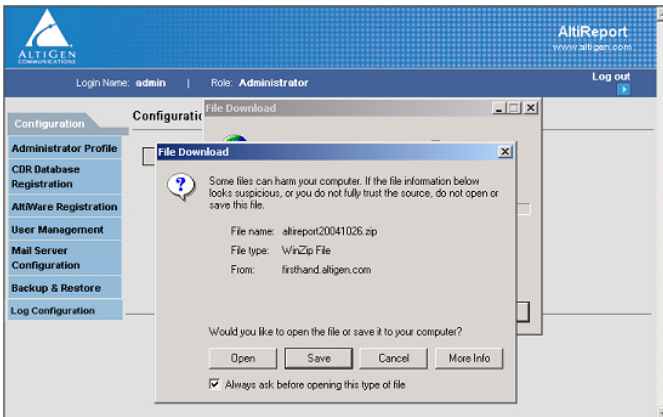 ALTIGEN
COMMUNICATIONS
AltiReport
www.altigen.com
Login Name: admin | Role: Administrator
Log out
Configuration
Administrator Profile
CDR Database
Registration
AltiWare Registration
User Management
Mail Server
Configuration
Backup & Restore
Log Configuration
Configuratio
File Download
File Download
Some files can harm your computer. If the file information below
looks suspicious, or you do not fully trust the source, do not open or
save this file.
File name: altireport20041026.zip
File type: WinZip File
From: firsthand.altigen.com
Would you like to open the file or save it to your computer?
Open Save Cancel More Info
Always ask before opening this type of file